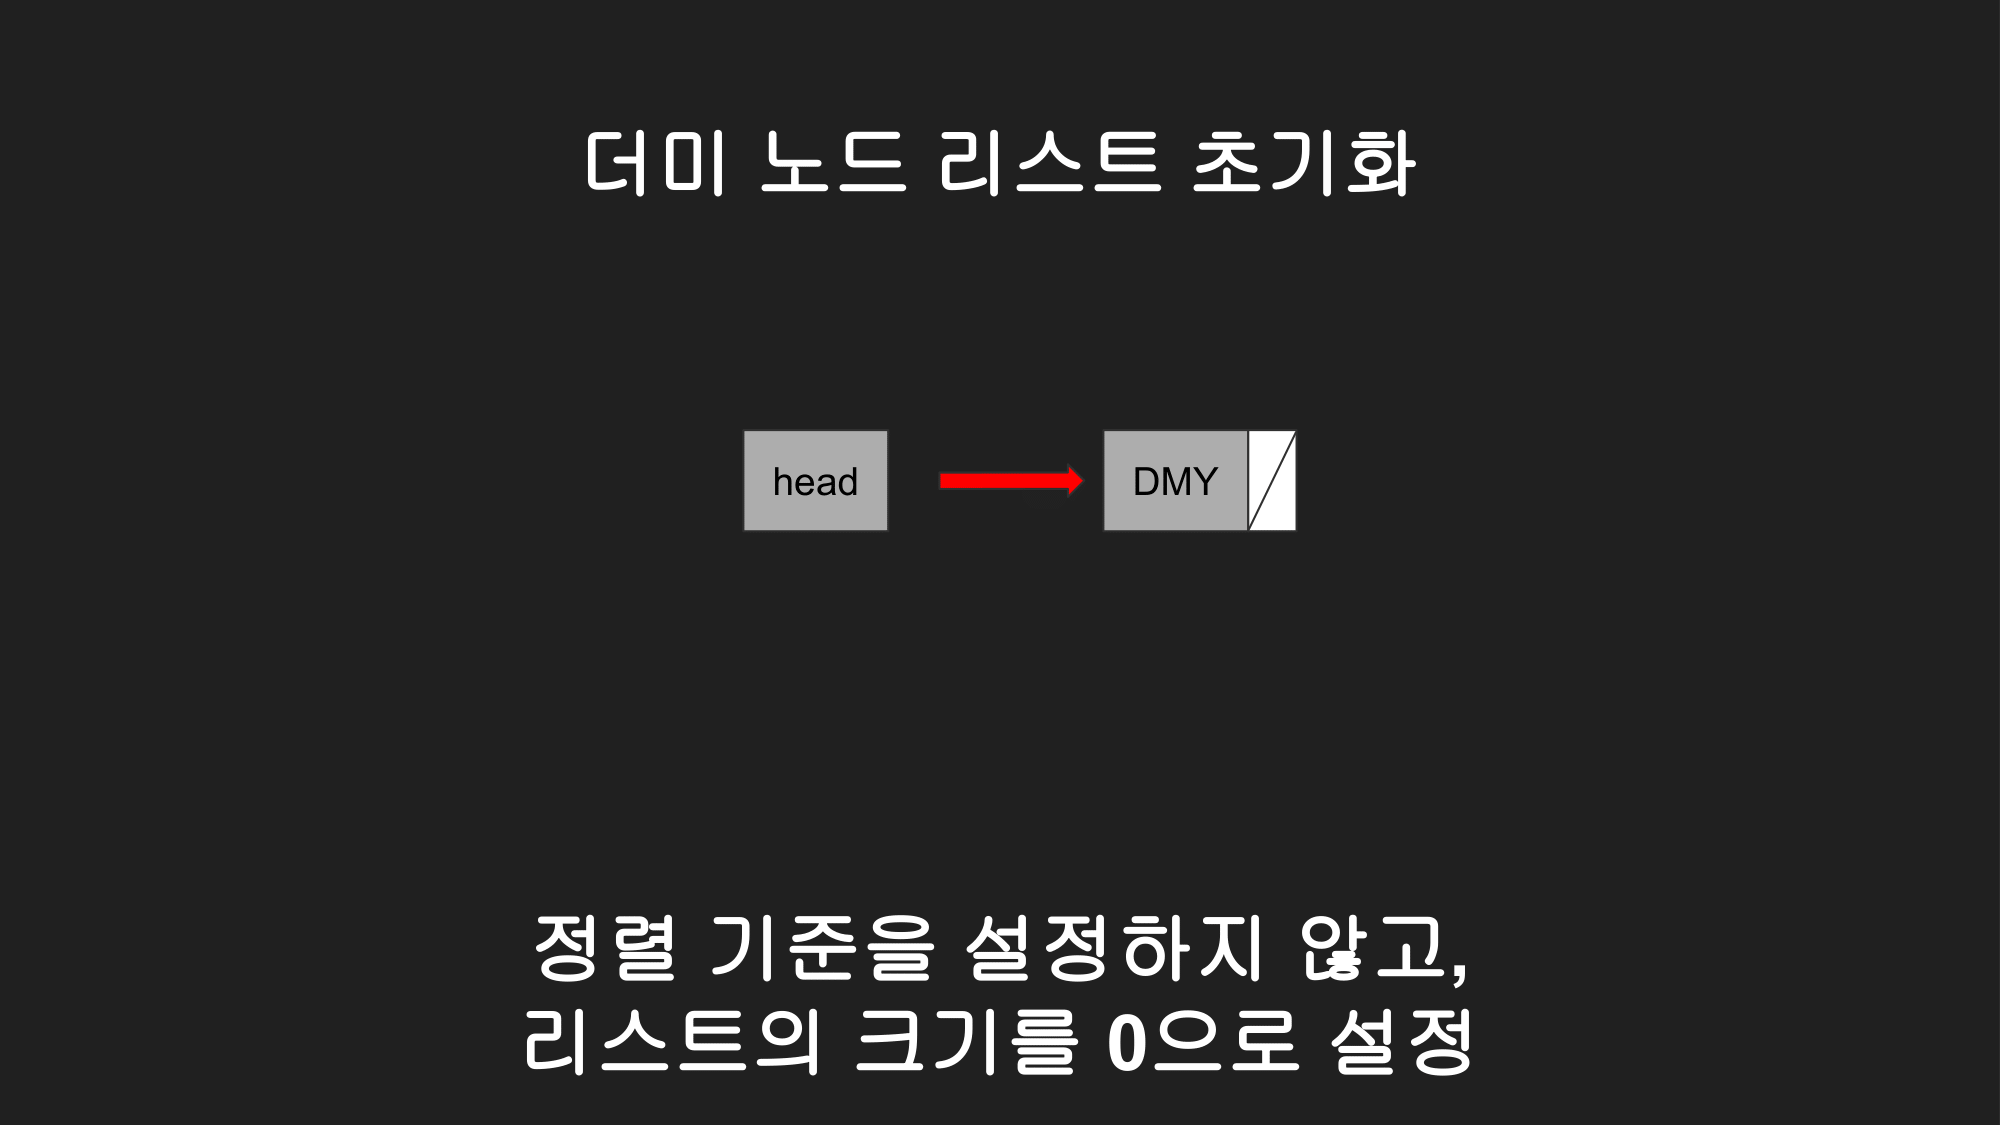 더미 노드 리스트 초기화
head
DMY
정렬 기준을 설정하지 않고,
리스트의 크기를 0으로 설정